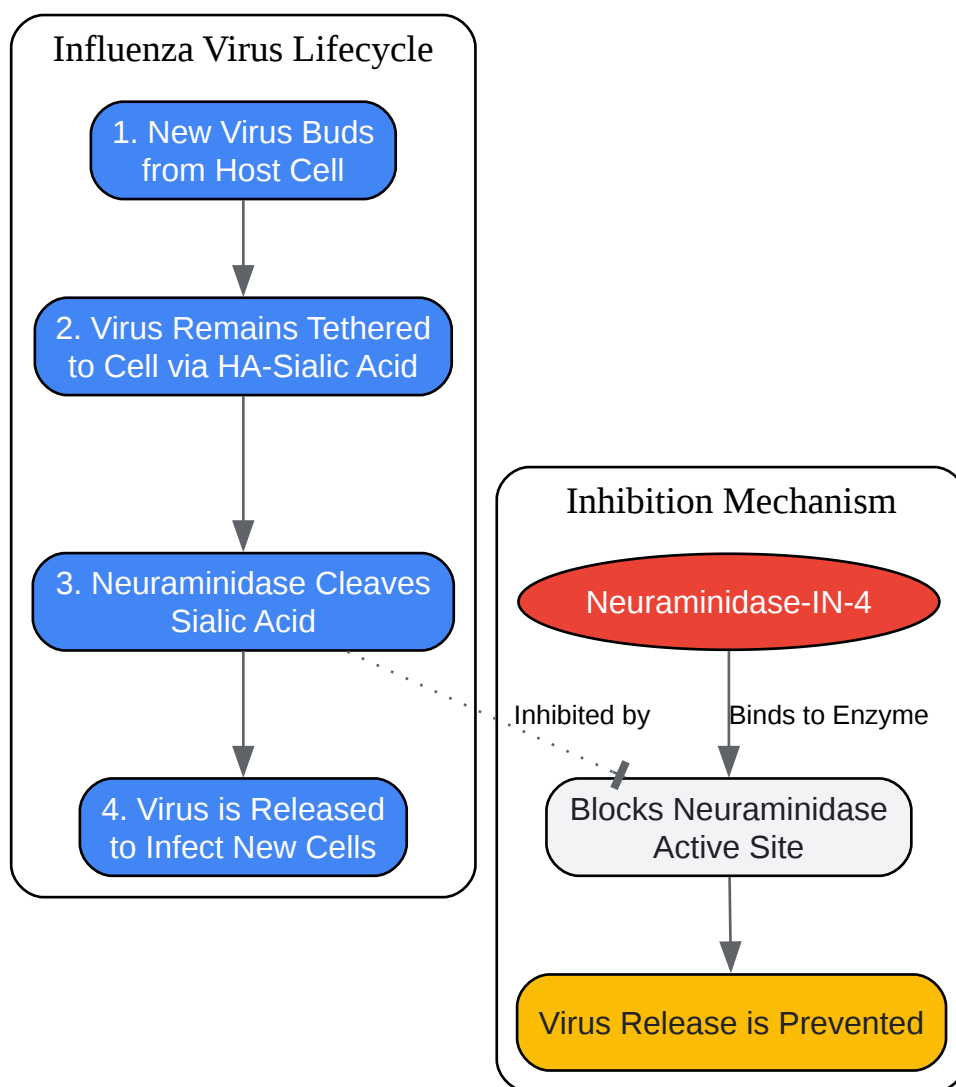 Influenza Virus Lifecycle
1. New Virus Buds
from Host Cell
2. Virus Remains Tethered
to Cell via HA-Sialic Acid
3. Neuraminidase Cleaves
Sialic Acid
4. Virus is Released
to Infect New Cells
Inhibition Mechanism
Neuraminidase-IN-4
Inhibited by
Binds to Enzyme
Blocks Neuraminidase
Active Site
Virus Release is Prevented